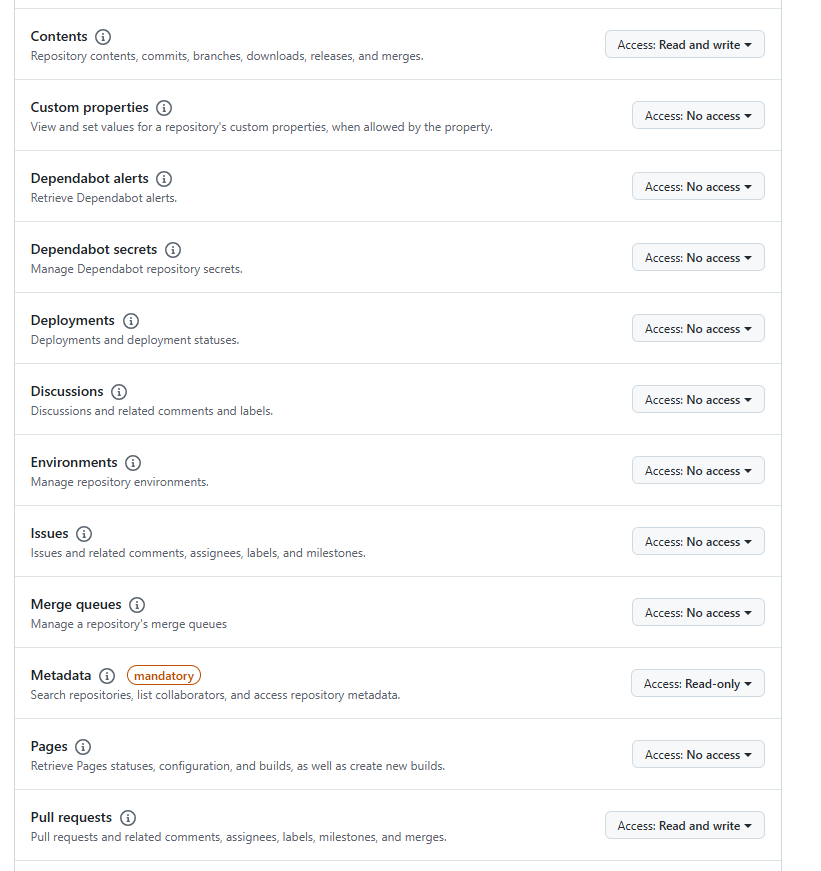 Contents
Access: Read and write
Repository contents, commits, branches, downloads, releases, and merges.
Custom properties
Access: No access
View and set values for a repository's custom properties, when allowed by the property.
Dependabot alerts
Access: No access
Retrieve Dependabot alerts.
Dependabot secrets
Access: No access
Manage Dependabot repository secrets.
Deployments
Access: No access
Deployments and deployment statuses.
Discussions
Access: No access
Discussions and related comments and labels.
Environments
Access: No access
Manage repository environments.
Issues
Access: No access
Issues and related comments, assignees, labels, and milestones.
Merge queues
Access: No access
Manage a repository's merge queues
Metadata mandatory
Access: Read-only
Search repositories, list collaborators, and access repository metadata.
Pages
Access: No access
Retrieve Pages statuses, configuration, and builds, as well as create new builds.
Pull requests
Access: Read and write
Pull requests and related comments, assignees, labels, milestones, and merges.